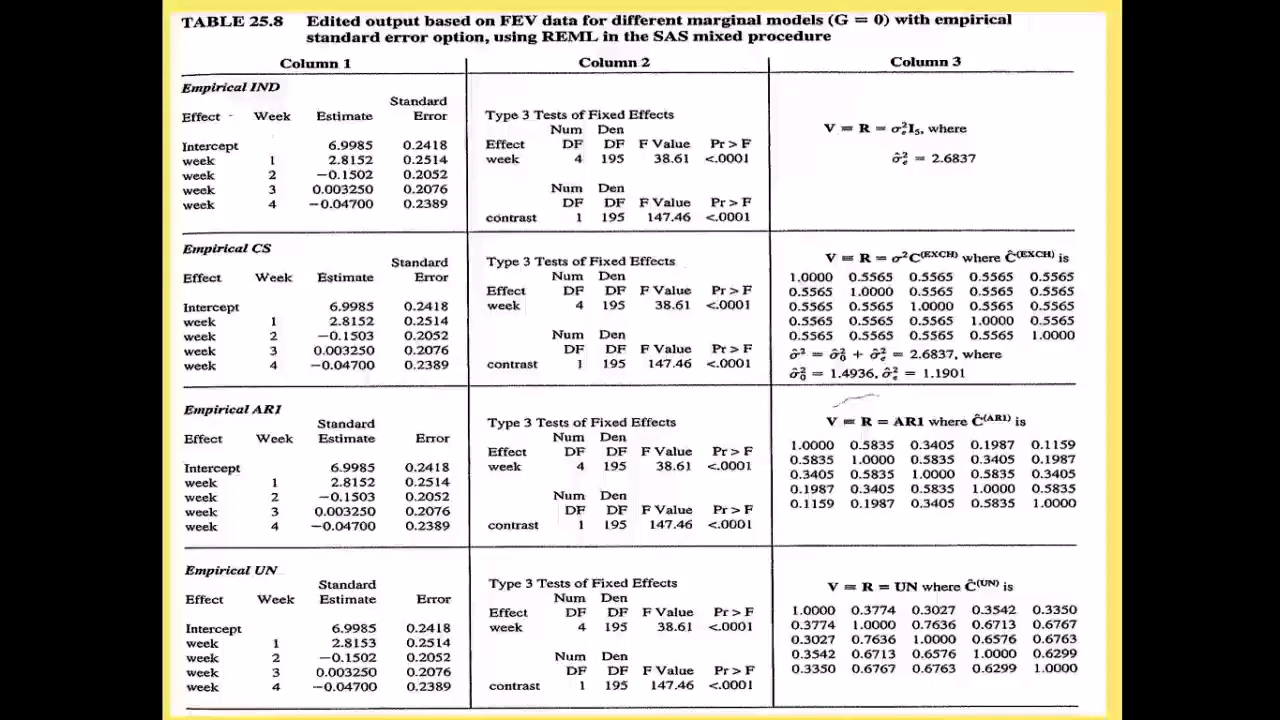 TABLE 25.8 Edited output based on FEV data for different marginal models (G = 0) with empirical
standard error option, using REML in the SAS mixed procedure
Column 1 Column 2 Column 3
Empirical IND
Standard
Effect Week Estimate Error
Intercept 6.9985 0.2418
week 1 2.8152 0.2514
week 2 −0.1502 0.2052
week 3 0.003250 0.2076
week 4 −0.04700 0.2389
Type 3 Tests of Fixed Effects
Num Den
Effect DF DF F Value Pr > F
week 4 195 38.61 <.0001
Num Den
DF DF F Value Pr > F
contrast 1 195 147.46 <.0001
V = R = σ²ₑI₅, where
σ̂²ₑ = 2.6837
Empirical CS
Standard
Effect Week Estimate Error
Intercept 6.9985 0.2418
week 1 2.8152 0.2514
week 2 −0.1503 0.2052
week 3 0.003250 0.2076
week 4 −0.04700 0.2389
Type 3 Tests of Fixed Effects
Num Den
Effect DF DF F Value Pr > F
week 4 195 38.61 <.0001
Num Den
DF DF F Value Pr > F
contrast 1 195 147.46 <.0001
V = R = σ²C(EXCH) where Ĉ(EXCH) is
1.0000 0.5565 0.5565 0.5565 0.5565
0.5565 1.0000 0.5565 0.5565 0.5565
0.5565 0.5565 1.0000 0.5565 0.5565
0.5565 0.5565 0.5565 1.0000 0.5565
0.5565 0.5565 0.5565 0.5565 1.0000
σ̂² = σ̂²₀ + σ̂²ₑ = 2.6837, where
σ̂²₀ = 1.4936, σ̂²ₑ = 1.1901
Empirical AR1
Standard
Effect Week Estimate Error
Intercept 6.9985 0.2418
week 1 2.8152 0.2514
week 2 −0.1503 0.2052
week 3 0.003250 0.2076
week 4 −0.04700 0.2389
Type 3 Tests of Fixed Effects
Num Den
Effect DF DF F Value Pr > F
week 4 195 38.61 <.0001
Num Den
DF DF F Value Pr > F
contrast 1 195 147.46 <.0001
V = R = AR1 where Ĉ(AR1) is
1.0000 0.5835 0.3405 0.1987 0.1159
0.5835 1.0000 0.5835 0.3405 0.1987
0.3405 0.5835 1.0000 0.5835 0.3405
0.1987 0.3405 0.5835 1.0000 0.5835
0.1159 0.1987 0.3405 0.5835 1.0000
Empirical UN
Standard
Effect Week Estimate Error
Intercept 6.9985 0.2418
week 1 2.8153 0.2514
week 2 −0.1502 0.2052
week 3 0.003250 0.2076
week 4 −0.04700 0.2389
Type 3 Tests of Fixed Effects
Num Den
Effect DF DF F Value Pr > F
week 4 195 38.61 <.0001
Num Den
DF DF F Value Pr > F
contrast 1 195 147.46 <.0001
V = R = UN where Ĉ(UN) is
1.0000 0.3774 0.3027 0.3542 0.3350
0.3774 1.0000 0.7636 0.6713 0.6767
0.3027 0.7636 1.0000 0.6576 0.6763
0.3542 0.6713 0.6576 1.0000 0.6299
0.3350 0.6767 0.6763 0.6299 1.0000